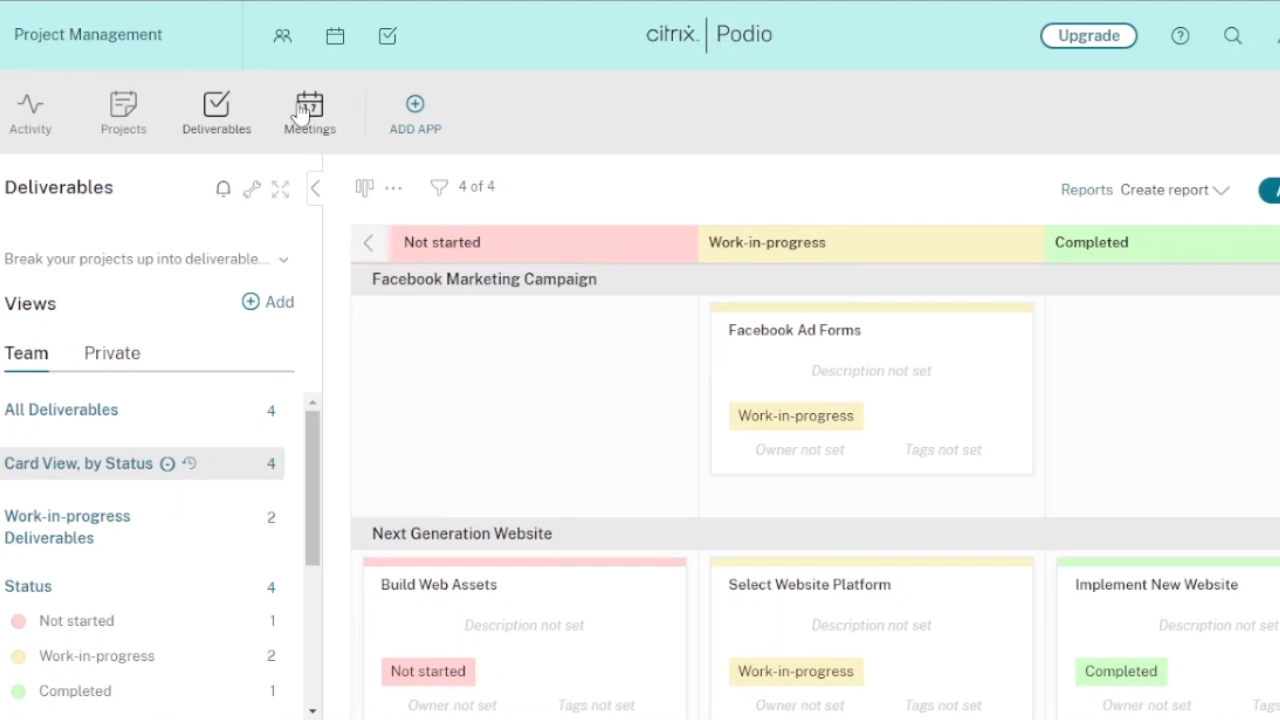 Project Management
citrix. | Podio
Upgrade
Activity
Projects
Deliverables
Meetings
ADD APP
Deliverables
4 of 4
Reports Create report
Break your projects up into deliverable...
Views
Add
Team
Private
All Deliverables 4
Card View, by Status 4
Work-in-progress
Deliverables 2
Status 4
Not started 1
Work-in-progress 2
Completed 1
Not started
Work-in-progress
Completed
Facebook Marketing Campaign
Facebook Ad Forms
Description not set
Work-in-progress
Owner not set
Tags not set
Next Generation Website
Build Web Assets
Description not set
Not started
Owner not set
Tags not set
Select Website Platform
Description not set
Work-in-progress
Owner not set
Tags not set
Implement New Website
Description not set
Completed
Owner not set